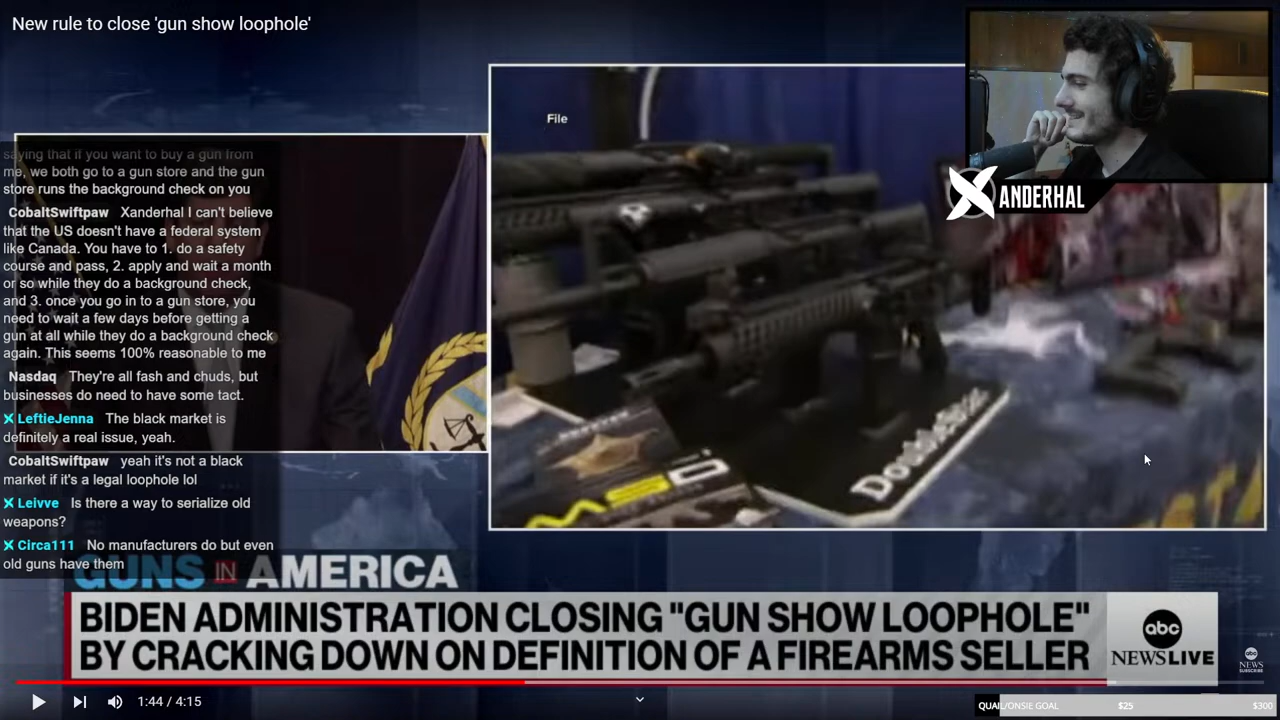 New rule to close 'gun show loophole'
File
ANDERHAL
saying that if you want to buy a gun from
me, we both go to a gun store and the gun
store runs the background check on you
CobaltSwiftpaw Xanderhal I can't believe
that the US doesn't have a federal system
like Canada. You have to 1. do a safety
course and pass, 2. apply and wait a month
or so while they do a background check,
and 3. once you go in to a gun store, you
need to wait a few days before getting a
gun at all while they do a background check
again. This seems 100% reasonable to me
Nasdaq They're all fash and chuds, but
businesses do need to have some tact.
LeftieJenna The black market is
definitely a real issue, yeah.
CobaltSwiftpaw yeah it's not a black
market if it's a legal loophole lol
Leivve Is there a way to serialize old
weapons?
Circa111 No manufacturers do but even
old guns have them
GUNS IN AMERICA
BIDEN ADMINISTRATION CLOSING "GUN SHOW LOOPHOLE"
BY CRACKING DOWN ON DEFINITION OF A FIREARMS SELLER
abc
NEWSLIVE
abc
NEWS
SUBSCRIBE
1:44 / 4:15
QUAIL/ONSIE GOAL $25 $300